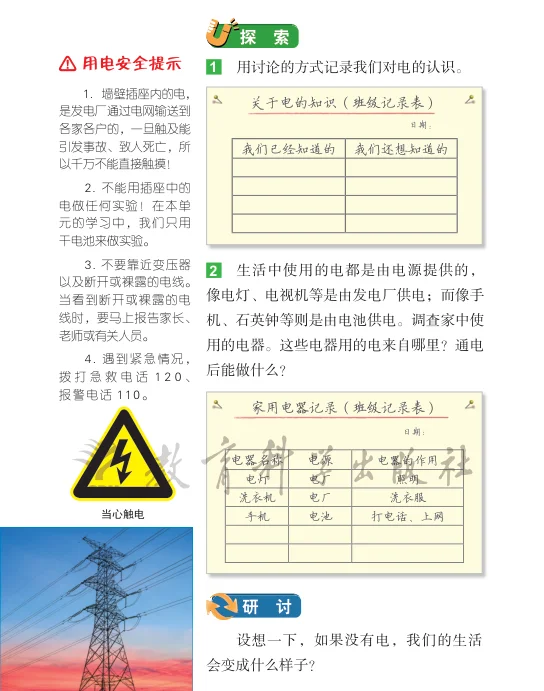 用电安全提示
1. 墙壁插座内的电，
是发电厂通过电网输送到
各家各户的，一旦触及能
引发事故、致人死亡，所
以千万不能直接触摸！
2. 不能用插座中的
电做任何实验！在本单
元的学习中，我们只用
干电池来做实验。
3. 不要靠近变压器
以及断开或裸露的电线。
当看到断开或裸露的电
线时，要马上报告家长、
老师或有关人员。
4. 遇到紧急情况，
拨打急救电话 120、
报警电话 110。
当心触电
探 索
1 用讨论的方式记录我们对电的认识。
关于电的知识（班级记录表）
日期：
我们已经知道的 我们还想知道的
2 生活中使用的电都是由电源提供的，
像电灯、电视机等是由发电厂供电；而像手
机、石英钟等则是由电池供电。调查家中使
用的电器。这些电器用的电来自哪里？通电
后能做什么？
家用电器记录（班级记录表）
日期：
电器名称 电源 电器的作用
电灯 电厂 照明
洗衣机 电厂 洗衣服
手机 电池 打电话、上网
教育科学出版社
研 讨
设想一下，如果没有电，我们的生活
会变成什么样子？